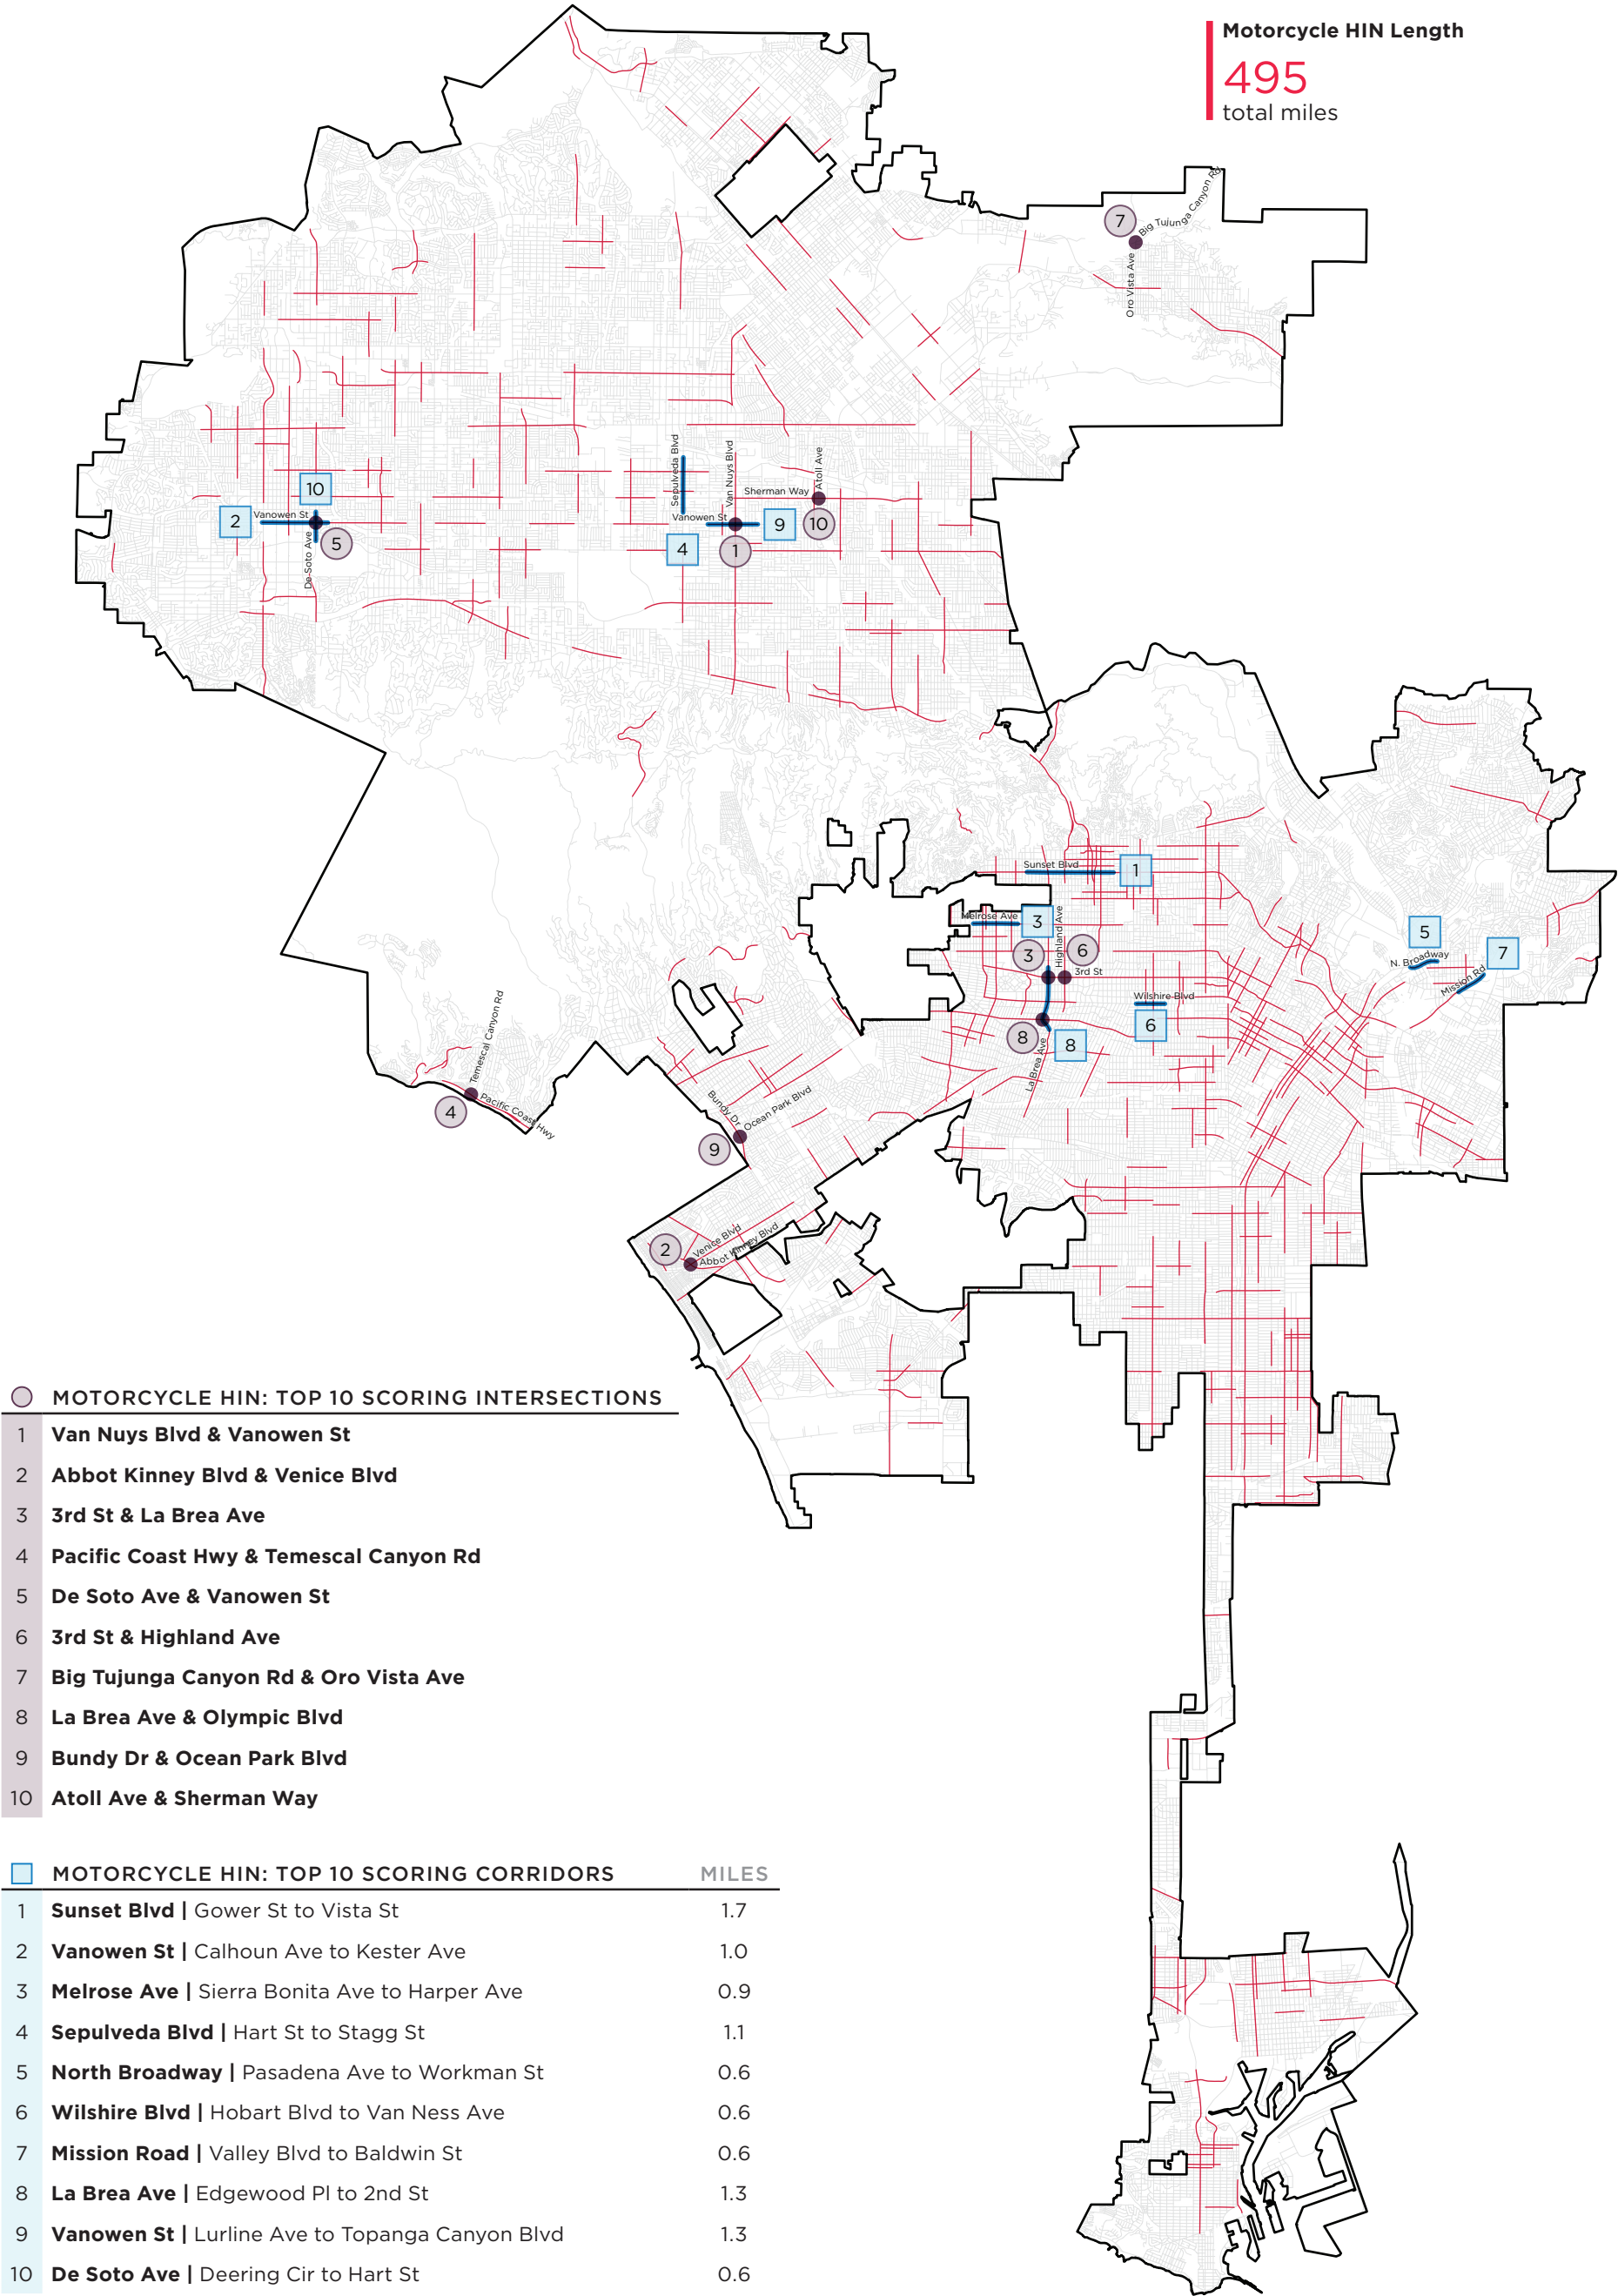 Motorcycle HIN Length
495
total miles
7
Big Tujunga Canyon Rd
Oro Vista Ave
Sepulveda Blvd
Van Nuys Blvd
Atoll Ave
10
Sherman Way
2
Vanowen St
Vanowen St
9
10
5
4
1
De Soto Ave
Sunset Blvd
1
Melrose Ave
3
Highland Ave
3
6
3rd St
5
7
N. Broadway
Mission Rd
Wilshire Blvd
6
8
8
La Brea Ave
Temescal Canyon Rd
Pacific Coast Hwy
4
Bundy Dr
Ocean Park Blvd
9
2
Venice Blvd
Abbot Kinney Blvd
MOTORCYCLE HIN: TOP 10 SCORING INTERSECTIONS
1 Van Nuys Blvd & Vanowen St
2 Abbot Kinney Blvd & Venice Blvd
3 3rd St & La Brea Ave
4 Pacific Coast Hwy & Temescal Canyon Rd
5 De Soto Ave & Vanowen St
6 3rd St & Highland Ave
7 Big Tujunga Canyon Rd & Oro Vista Ave
8 La Brea Ave & Olympic Blvd
9 Bundy Dr & Ocean Park Blvd
10 Atoll Ave & Sherman Way
MOTORCYCLE HIN: TOP 10 SCORING CORRIDORS MILES
1 Sunset Blvd | Gower St to Vista St 1.7
2 Vanowen St | Calhoun Ave to Kester Ave 1.0
3 Melrose Ave | Sierra Bonita Ave to Harper Ave 0.9
4 Sepulveda Blvd | Hart St to Stagg St 1.1
5 North Broadway | Pasadena Ave to Workman St 0.6
6 Wilshire Blvd | Hobart Blvd to Van Ness Ave 0.6
7 Mission Road | Valley Blvd to Baldwin St 0.6
8 La Brea Ave | Edgewood Pl to 2nd St 1.3
9 Vanowen St | Lurline Ave to Topanga Canyon Blvd 1.3
10 De Soto Ave | Deering Cir to Hart St 0.6